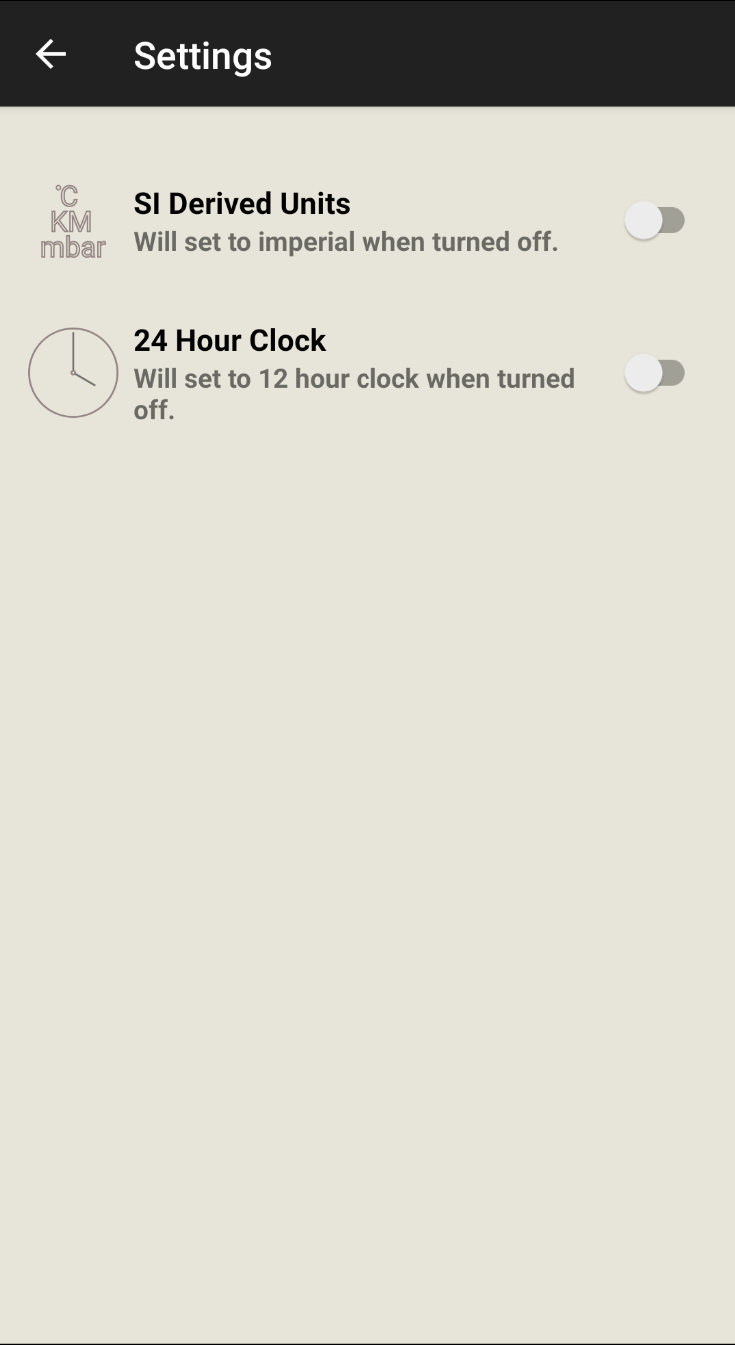 Settings
°C
KM
mbar
SI Derived Units
Will set to imperial when turned off.
24 Hour Clock
Will set to 12 hour clock when turned
off.